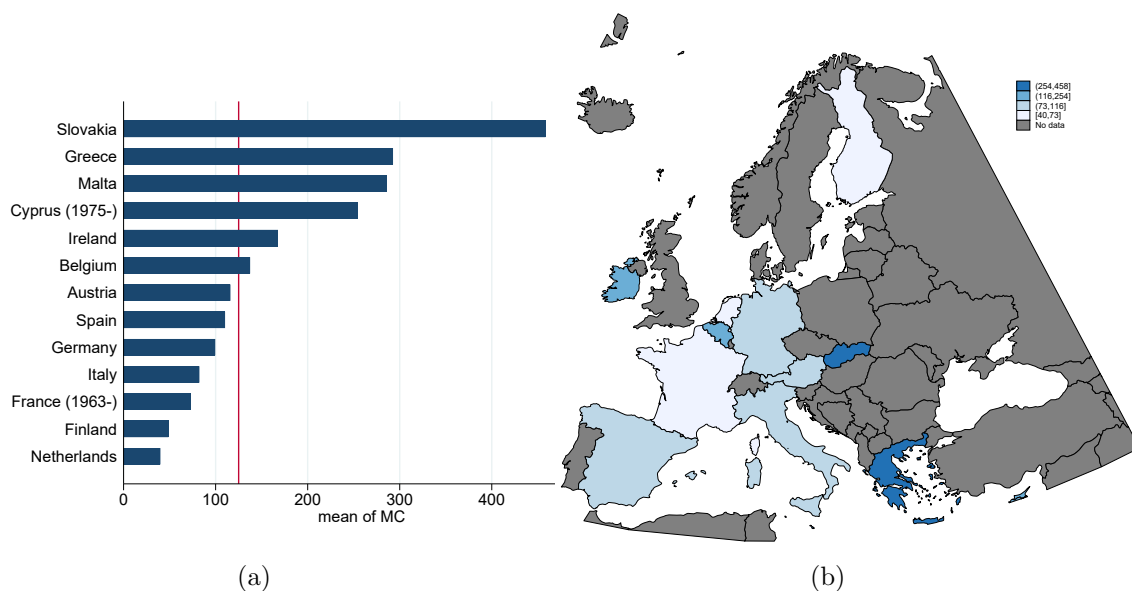 Slovakia
Greece
Malta
Cyprus (1975-)
Ireland
Belgium
Austria
Spain
Germany
Italy
France (1963-)
Finland
Netherlands
0 100 200 300 400
mean of MC
(a)
(254,458]
(116,254]
(73,116]
[40,73]
No data
(b)